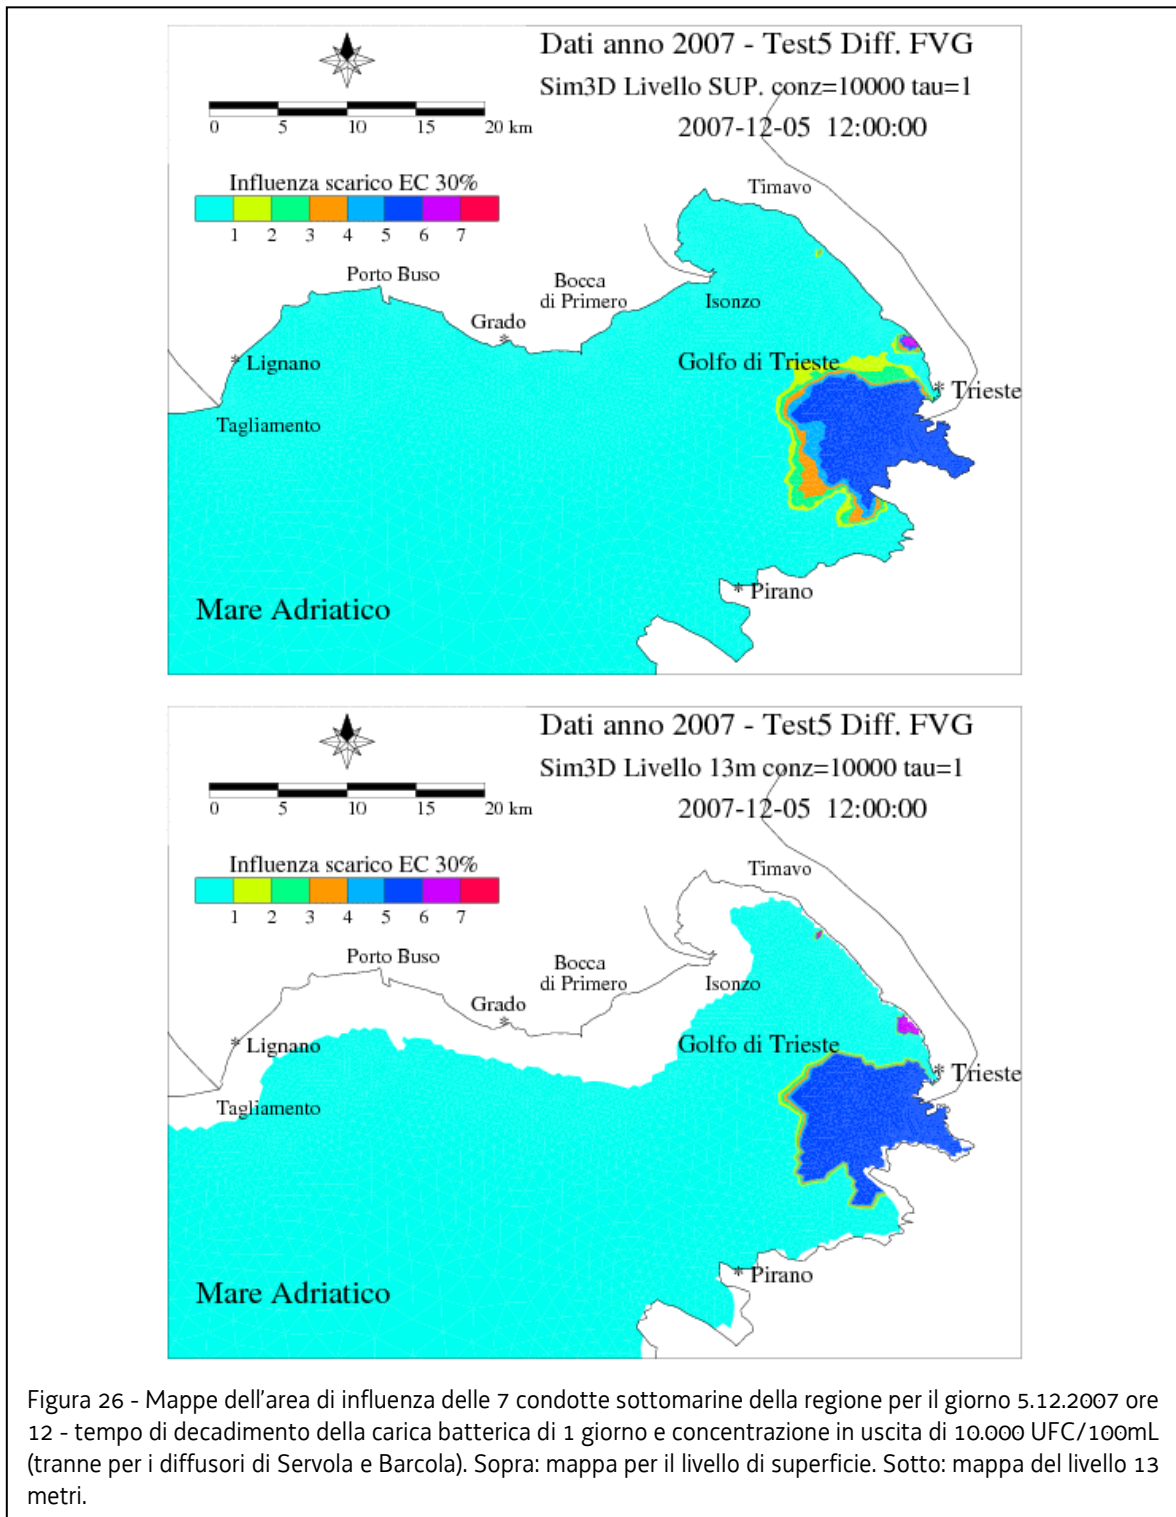 Dati anno 2007 - Test5 Diff. FVG
Sim3D Livello SUP. conz=10000 tau=1
2007-12-05 12:00:00
0 5 10 15 20 km
Influenza scarico EC 30%
1 2 3 4 5 6 7
Timavo
Porto Buso
Bocca
di Primero
Isonzo
Grado
* Lignano
Golfo di Trieste
* Trieste
Tagliamento
* Pirano
Mare Adriatico
Dati anno 2007 - Test5 Diff. FVG
Sim3D Livello 13m conz=10000 tau=1
2007-12-05 12:00:00
0 5 10 15 20 km
Influenza scarico EC 30%
1 2 3 4 5 6 7
Timavo
Porto Buso
Bocca
di Primero
Isonzo
Grado
* Lignano
Golfo di Trieste
* Trieste
Tagliamento
* Pirano
Mare Adriatico
Figura 26 - Mappe dell'area di influenza delle 7 condotte sottomarine della regione per il giorno 5.12.2007 ore
12 - tempo di decadimento della carica batterica di 1 giorno e concentrazione in uscita di 10.000 UFC/100mL
(tranne per i diffusori di Servola e Barcola). Sopra: mappa per il livello di superficie. Sotto: mappa del livello 13
metri.